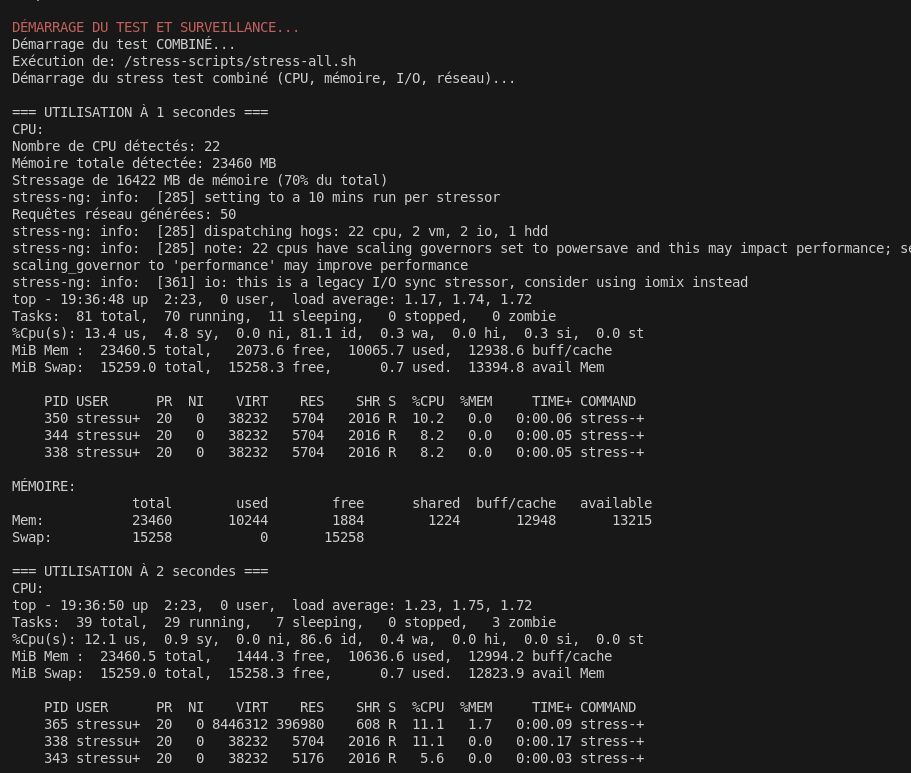 DÉMARRAGE DU TEST ET SURVEILLANCE...
Démarrage du test COMBINÉ...
Exécution de: /stress-scripts/stress-all.sh
Démarrage du stress test combiné (CPU, mémoire, I/O, réseau)...
=== UTILISATION À 1 secondes ===
CPU:
Nombre de CPU détectés: 22
Mémoire totale détectée: 23460 MB
Stressage de 16422 MB de mémoire (70% du total)
stress-ng: info:  [285] setting to a 10 mins run per stressor
Requêtes réseau générées: 50
stress-ng: info:  [285] dispatching hogs: 22 cpu, 2 vm, 2 io, 1 hdd
stress-ng: info:  [285] note: 22 cpus have scaling governors set to powersave and this may impact performance;
scaling_governor to 'performance' may improve performance
stress-ng: info:  [361] io: this is a legacy I/O sync stressor, consider using iomix instead
top - 19:36:48 up  2:23,  0 user,  load average: 1.17, 1.74, 1.72
Tasks:  81 total,  70 running,  11 sleeping,   0 stopped,   0 zombie
%Cpu(s): 13.4 us,  4.8 sy,  0.0 ni, 81.1 id,  0.3 wa,  0.0 hi,  0.3 si,  0.0 st
MiB Mem :  23460.5 total,   2073.6 free,  10065.7 used,  12938.6 buff/cache
MiB Swap:  15259.0 total,  15258.3 free,      0.7 used.  13394.8 avail Mem
    PID USER      PR  NI    VIRT    RES    SHR S  %CPU  %MEM     TIME+ COMMAND
    350 stressu+  20   0   38232   5704   2016 R  10.2   0.0   0:00.06 stress-+
    344 stressu+  20   0   38232   5704   2016 R   8.2   0.0   0:00.05 stress-+
    338 stressu+  20   0   38232   5704   2016 R   8.2   0.0   0:00.05 stress-+
MÉMOIRE:
               total        used        free      shared  buff/cache   available
Mem:           23460       10244        1884        1224       12948       13215
Swap:          15258           0       15258
=== UTILISATION À 2 secondes ===
CPU:
top - 19:36:50 up  2:23,  0 user,  load average: 1.23, 1.75, 1.72
Tasks:  39 total,  29 running,   7 sleeping,   0 stopped,   3 zombie
%Cpu(s): 12.1 us,  0.9 sy,  0.0 ni, 86.6 id,  0.4 wa,  0.0 hi,  0.0 si,  0.0 st
MiB Mem :  23460.5 total,   1444.3 free,  10636.6 used,  12994.2 buff/cache
MiB Swap:  15259.0 total,  15258.3 free,      0.7 used.  12823.9 avail Mem
    PID USER      PR  NI    VIRT    RES    SHR S  %CPU  %MEM     TIME+ COMMAND
    365 stressu+  20   0 8446312 396980    608 R  11.1   1.7   0:00.09 stress-+
    338 stressu+  20   0   38232   5704   2016 R  11.1   0.0   0:00.17 stress-+
    343 stressu+  20   0   38232   5176   2016 R   5.6   0.0   0:00.03 stress-+